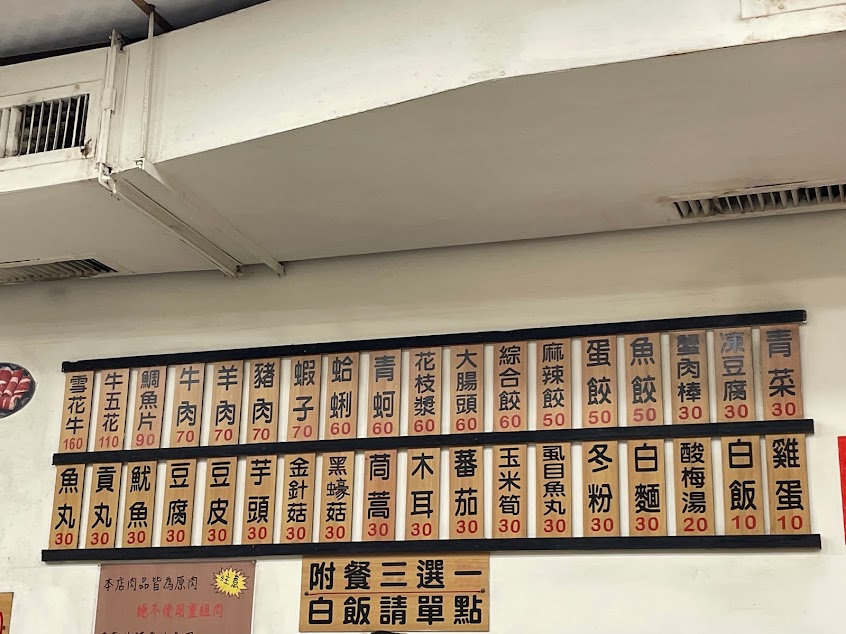 雪花牛 160
牛五花 110
鯛魚片 90
牛肉 70
羊肉 70
豬肉 70
蝦子 70
蛤蜊 60
青蚵 60
花枝漿 60
大腸頭 60
綜合餃 60
麻辣餃 50
蛋餃 50
魚餃 50
蟹肉棒 30
凍豆腐 30
青菜 30
魚丸 30
貢丸 30
魷魚 30
豆腐 30
豆皮 30
芋頭 30
金針菇 30
黑蠔菇 30
茼蒿 30
木耳 30
蕃茄 30
玉米筍 30
虱目魚丸 30
冬粉 30
白麵 30
酸梅湯 20
白飯 10
雞蛋 10
本店肉品皆為原肉
注意
絕不使用重組肉
附餐三選一
白飯請單點